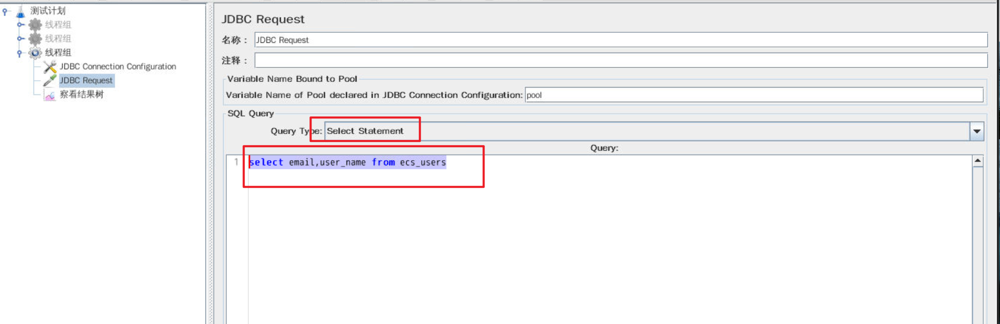 测试计划
线程组
线程组
线程组
JDBC Connection Configuration
JDBC Request
察看结果树
JDBC Request
名称： JDBC Request
注释：
Variable Name Bound to Pool
Variable Name of Pool declared in JDBC Connection Configuration: pool
SQL Query
Query Type: Select Statement
Query:
1 select email,user_name from ecs_users